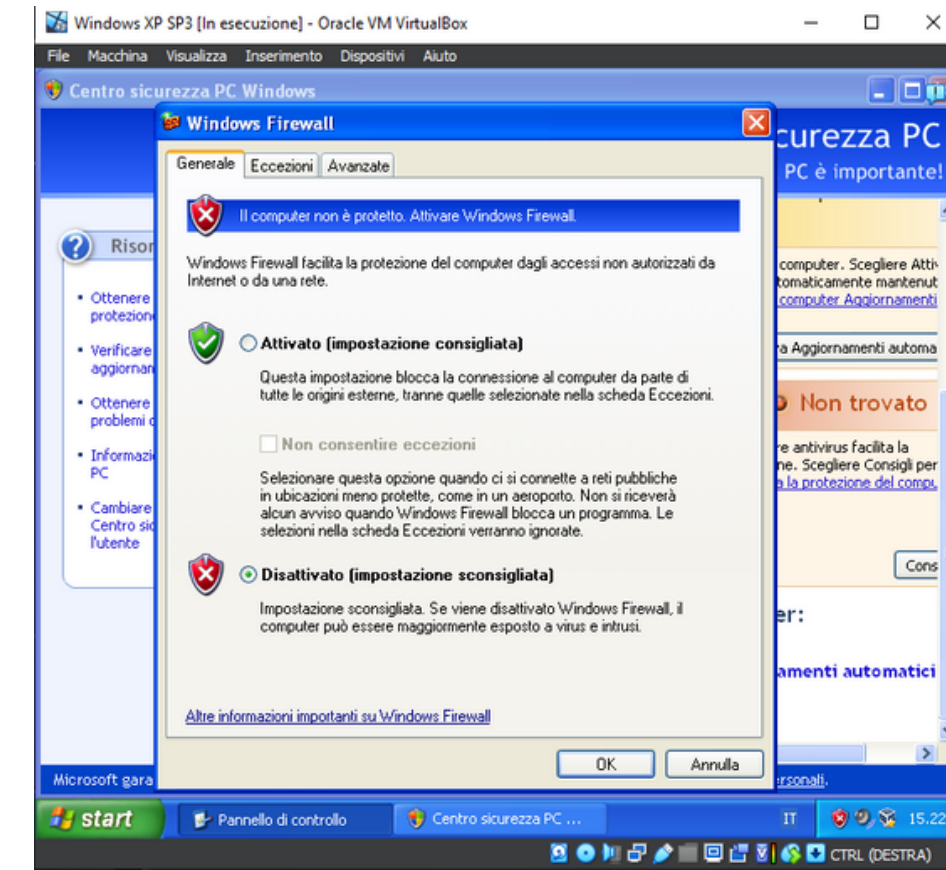 Windows XP SP3 [In esecuzione] - Oracle VM VirtualBox
File Macchina Visualizza Inserimento Dispositivi Aiuto
Centro sicurezza PC Windows
Windows Firewall
curezza PC
PC è importante!
Generale Eccezioni Avanzate
Il computer non è protetto. Attivare Windows Firewall.
Windows Firewall facilita la protezione del computer dagli accessi non autorizzati da
Internet o da una rete.
Attivato (impostazione consigliata)
Questa impostazione blocca la connessione al computer da parte di
tutte le origini esterne, tranne quelle selezionate nella scheda Eccezioni.
Non consentire eccezioni
Selezionare questa opzione quando ci si connette a reti pubbliche
in ubicazioni meno protette, come in un aeroporto. Non si riceverà
alcun avviso quando Windows Firewall blocca un programma. Le
selezioni nella scheda Eccezioni verranno ignorate.
Disattivato (impostazione sconsigliata)
Impostazione sconsigliata. Se viene disattivato Windows Firewall, il
computer può essere maggiormente esposto a virus e intrusi.
Altre informazioni importanti su Windows Firewall
OK Annulla
Risor
Ottenere
protezion
Verificare
aggiornan
Ottenere
problemi
Informazi
PC
Cambiare
Centro sic
l'utente
computer. Scegliere Attiv
tomaticamente mantenut
computer Aggiornamenti
va Aggiornamenti automa
Non trovato
re antivirus facilita la
ne. Scegliere Consigli per
la protezione del compu
Cons
er:
amenti automatici
Microsoft gara
rsonali.
start Pannello di controllo Centro sicurezza PC ... IT 15.22
CTRL (DESTRA)